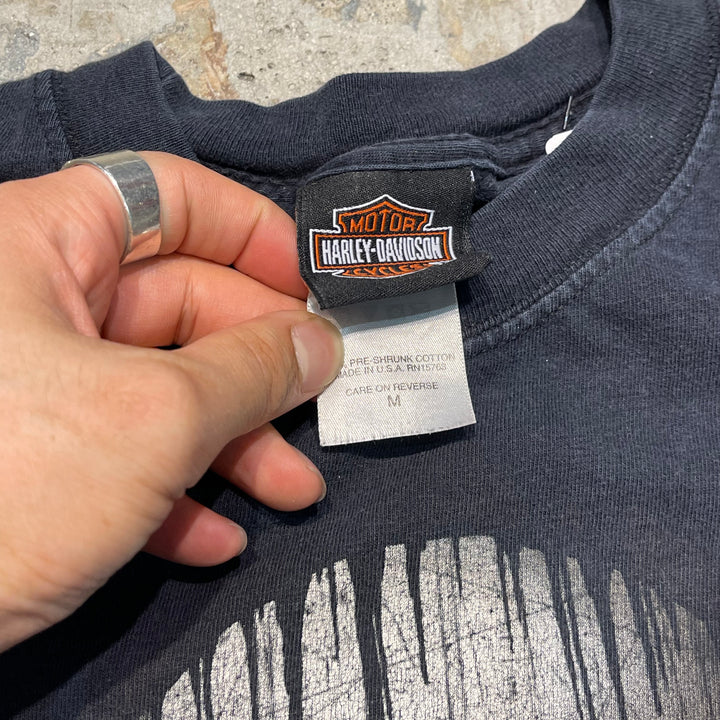 MOTOR
HARLEY-DAVIDSON
CYCLES
PRE-SHRUNK COTTON
MADE IN U.S.A. RN15763
CARE ON REVERSE
M